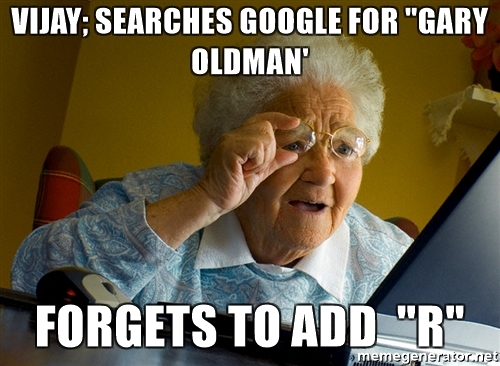 VIJAY; SEARCHES GOOGLE FOR "GARY
OLDMAN'
FORGETS TO ADD "R"
memegenerator.net